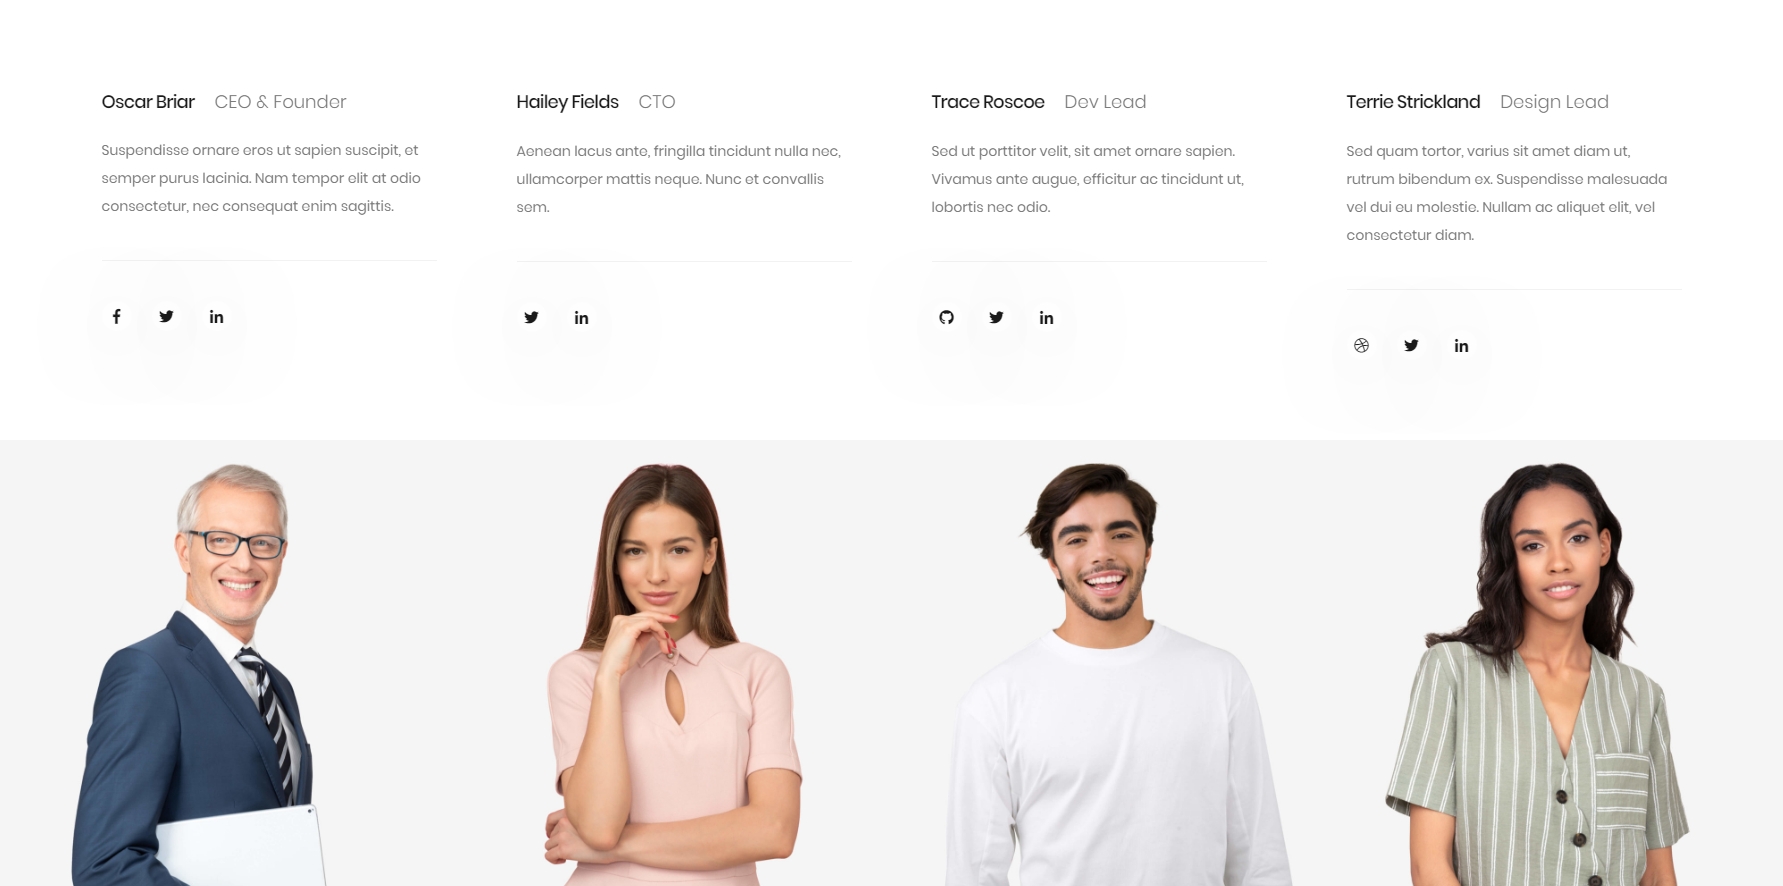 Oscar Briar CEO & Founder
Suspendisse ornare eros ut sapien suscipit, et
semper purus lacinia. Nam tempor elit at odio
consectetur, nec consequat enim sagittis.
Hailey Fields CTO
Aenean lacus ante, fringilla tincidunt nulla nec,
ullamcorper mattis neque. Nunc et convallis
sem.
Trace Roscoe Dev Lead
Sed ut porttitor velit, sit amet ornare sapien.
Vivamus ante augue, efficitur ac tincidunt ut,
lobortis nec odio.
Terrie Strickland Design Lead
Sed quam tortor, varius sit amet diam ut,
rutrum bibendum ex. Suspendisse malesuada
vel dui eu molestie. Nullam ac aliquet elit, vel
consectetur diam.